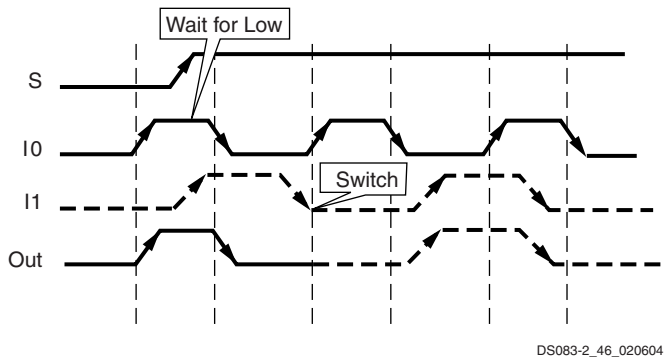 Wait for Low
S
I0
I1
Switch
Out
DS083-2_46_020604